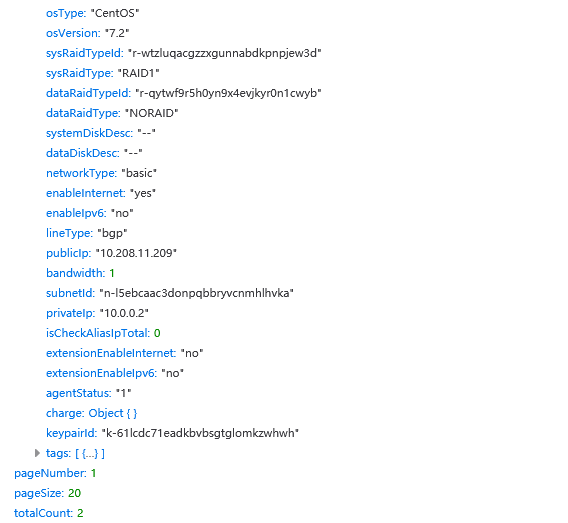 osType: "CentOS"
osVersion: "7.2"
sysRaidTypeId: "r-wtzluqacgzzxgunnabdkpnpjew3d"
sysRaidType: "RAID1"
dataRaidTypeId: "r-qytwf9r5h0yn9x4evjkyr0n1cwyb"
dataRaidType: "NORAID"
systemDiskDesc: "--"
dataDiskDesc: "--"
networkType: "basic"
enableInternet: "yes"
enableIpv6: "no"
lineType: "bgp"
publicIp: "10.208.11.209"
bandwidth: 1
subnetId: "n-l5ebcaac3donpqbbryvcnmhlhvka"
privateIp: "10.0.0.2"
isCheckAliasIpTotal: 0
extensionEnableInternet: "no"
extensionEnableIpv6: "no"
agentStatus: "1"
charge: Object { }
keypairId: "k-61lcdc71eadkbvbsgtglomkzwhwh"
tags: [ {…} ]
pageNumber: 1
pageSize: 20
totalCount: 2